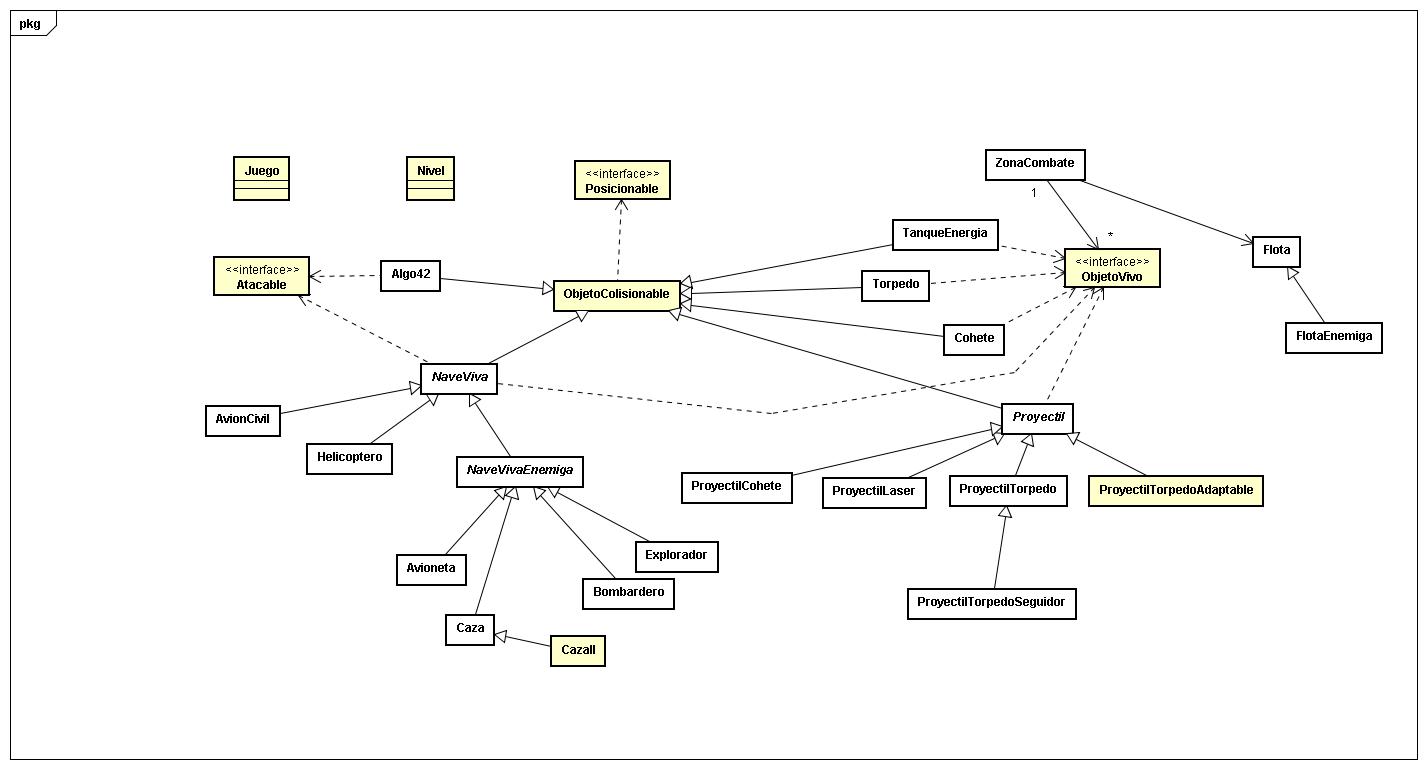 pkg
ZonaCombate
Juego
Nivel
<<interface>>
Posicionable
1
TanqueEnergia
*
Flota
<<interface>>
ObjetoVivo
<<interface>>
Atacable
Algo42
ObjetoColisionable
Torpedo
Cohete
FlotaEnemiga
NaveViva
AvionCivil
Proyectil
Helicoptero
NaveVivaEnemiga
ProyectilCohete
ProyectilLaser
ProyectilTorpedo
ProyectilTorpedoAdaptable
Avioneta
Explorador
Bombardero
ProyectilTorpedoSeguidor
Caza
CazaII